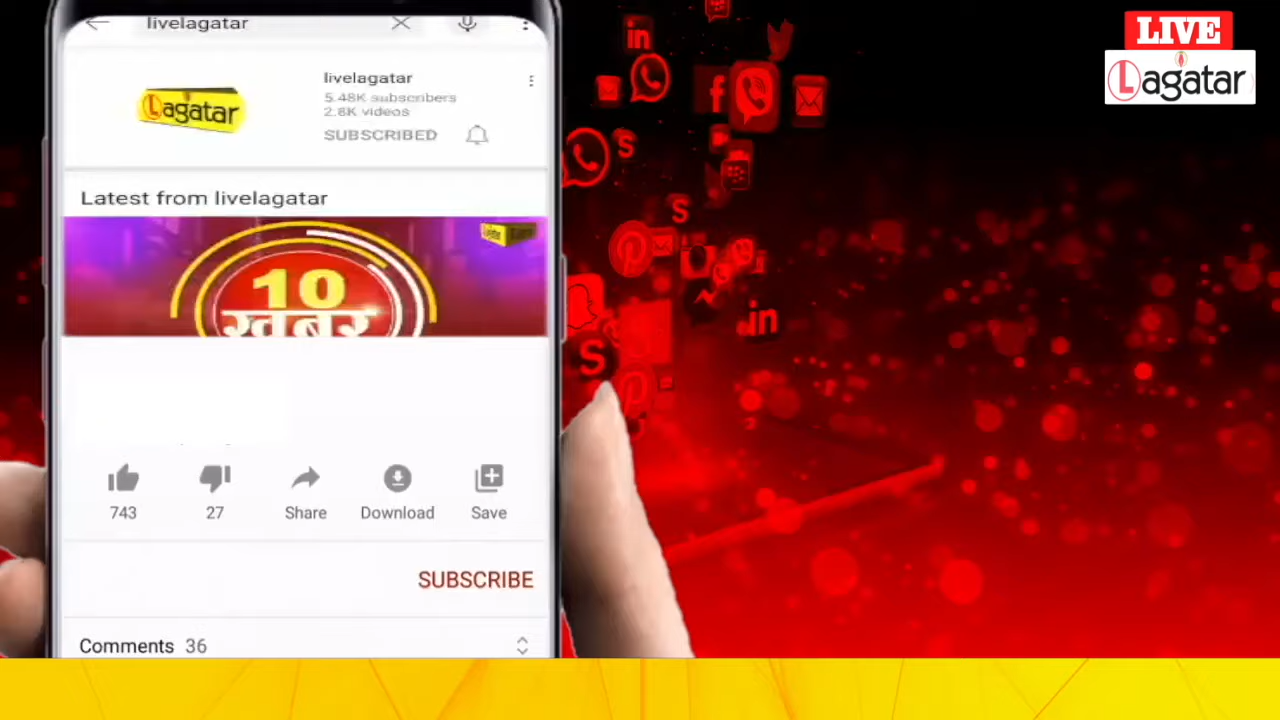 livelagatar
LIVE
Lagatar
livelagatar
5.48K subscribers
2.8K videos
SUBSCRIBED
Lagatar
Latest from livelagatar
10
खबर
743
27
Share
Download
Save
SUBSCRIBE
Comments 36